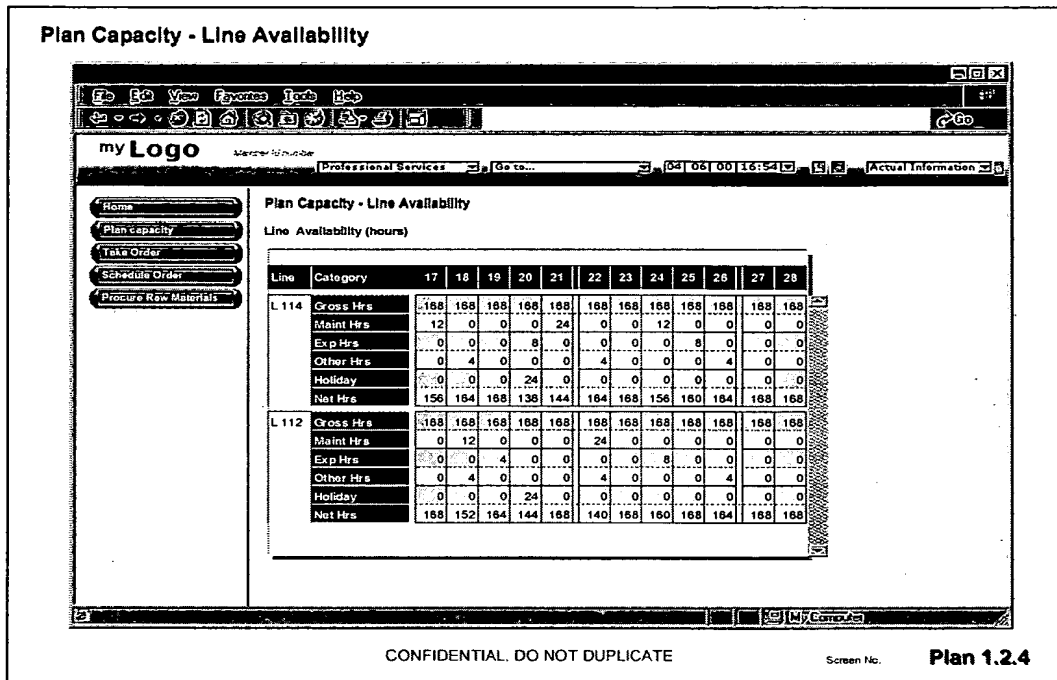 Plan Capacity - Line Availability
File Edit View Favorites Tools Help
Go
my Logo
Professional Services Go to... 04 06 00 16:54 Actual Information
Home
Plan capacity
Take Order
Schedule Order
Procure Raw Materials
Plan Capacity - Line Availability
Line Availability (hours)
Line Category 17 18 19 20 21 22 23 24 25 26 27 28
L 114 Gross Hrs 168 168 168 168 168 168 168 168 168 168 168 168
Maint Hrs 12 0 0 0 24 0 0 12 0 0 0 0
Exp Hrs 0 0 0 8 0 0 0 0 8 0 0 0
Other Hrs 0 4 0 0 0 4 0 0 0 4 0 0
Holiday 0 0 0 24 0 0 0 0 0 0 0 0
Net Hrs 156 164 168 136 144 164 168 156 160 164 168 168
L 112 Gross Hrs 168 168 168 168 168 168 168 168 168 168 168 168
Maint Hrs 0 12 0 0 0 24 0 0 0 0 0 0
Exp Hrs 0 0 4 0 0 0 0 8 0 0 0 0
Other Hrs 0 4 0 0 0 4 0 0 0 4 0 0
Holiday 0 0 0 24 0 0 0 0 0 0 0 0
Net Hrs 168 152 164 144 168 140 168 160 168 164 168 168
My Computer
CONFIDENTIAL. DO NOT DUPLICATE
Screen No. Plan 1.2.4